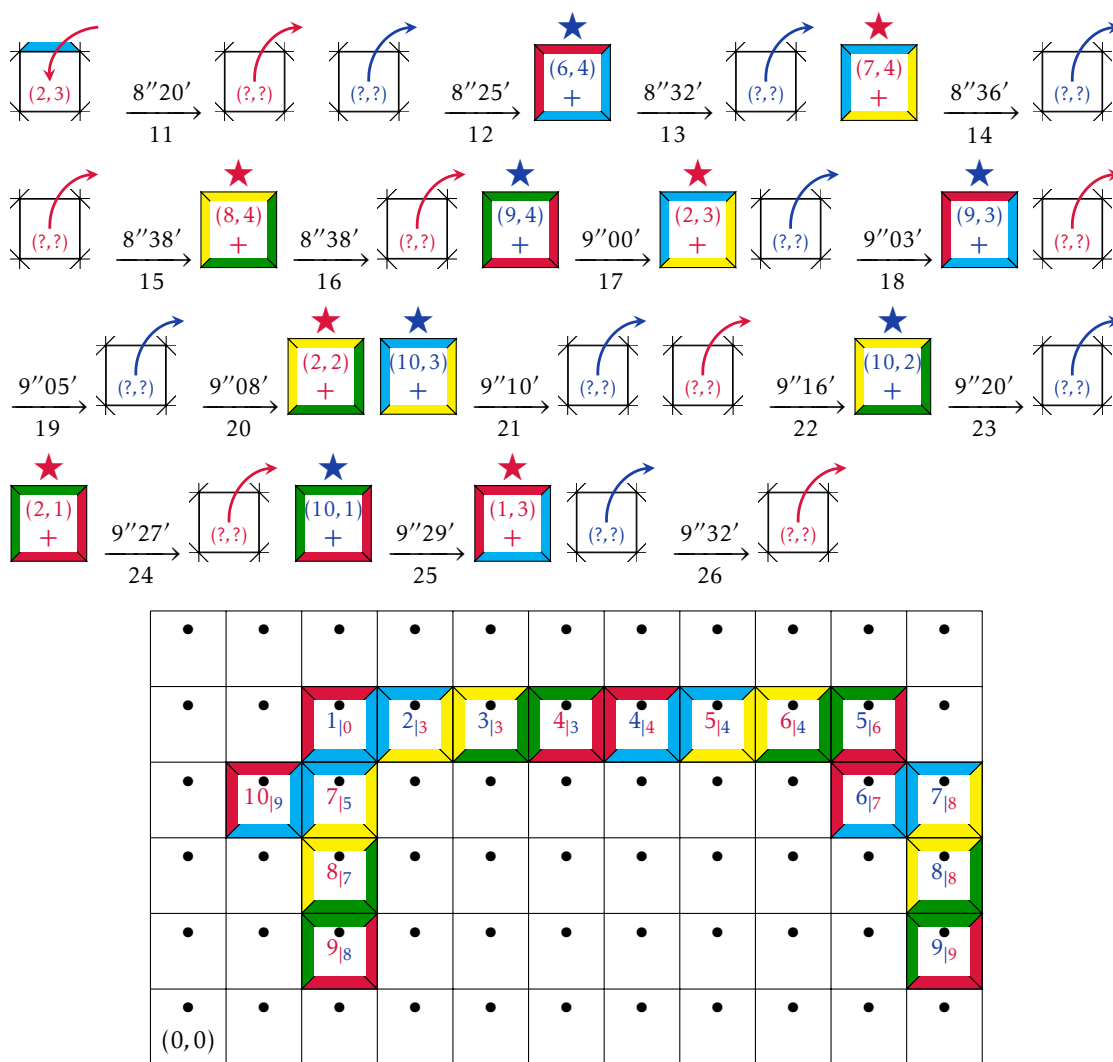 (2,3) 8″20′ 11 (?,?) (?,?) 8″25′ 12 (6,4) + 8″32′ 13 (?,?) (7,4) + 8″36′ 14 (?,?)
(?,?) 8″38′ 15 (8,4) + 8″38′ 16 (?,?) (9,4) + 9″00′ 17 (2,3) + (?,?) 9″03′ 18 (9,3) + (?,?)
9″05′ 19 (?,?) 9″08′ 20 (2,2) + (10,3) + 9″10′ 21 (?,?) (?,?) 9″16′ 22 (10,2) + 9″20′ 23 (?,?)
(2,1) + 9″27′ 24 (?,?) (10,1) + 9″29′ 25 (1,3) + (?,?) 9″32′ 26 (?,?)
1|0 2|3 3|3 4|3 4|4 5|4 6|4 5|6
10|9 7|5 6|7 7|8
8|7 8|8
9|8 9|9
(0,0)